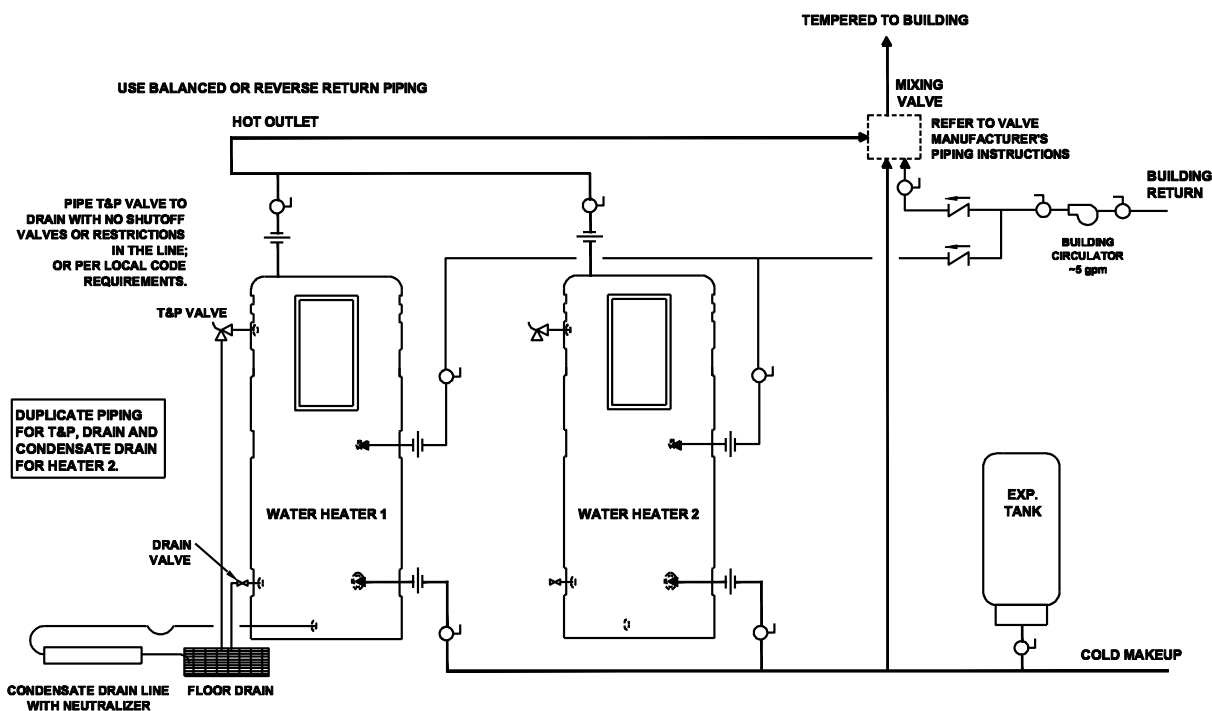 TEMPERED TO BUILDING
USE BALANCED OR REVERSE RETURN PIPING
MIXING
VALVE
HOT OUTLET
REFER TO VALVE
MANUFACTURER'S
PIPING INSTRUCTIONS
BUILDING
RETURN
PIPE T&P VALVE TO
DRAIN WITH NO SHUTOFF
VALVES OR RESTRICTIONS
IN THE LINE;
OR PER LOCAL CODE
REQUIREMENTS.
BUILDING
CIRCULATOR
~5 gpm
T&P VALVE
DUPLICATE PIPING
FOR T&P, DRAIN AND
CONDENSATE DRAIN
FOR HEATER 2.
EXP.
TANK
WATER HEATER 1
WATER HEATER 2
DRAIN
VALVE
COLD MAKEUP
CONDENSATE DRAIN LINE
WITH NEUTRALIZER
FLOOR DRAIN